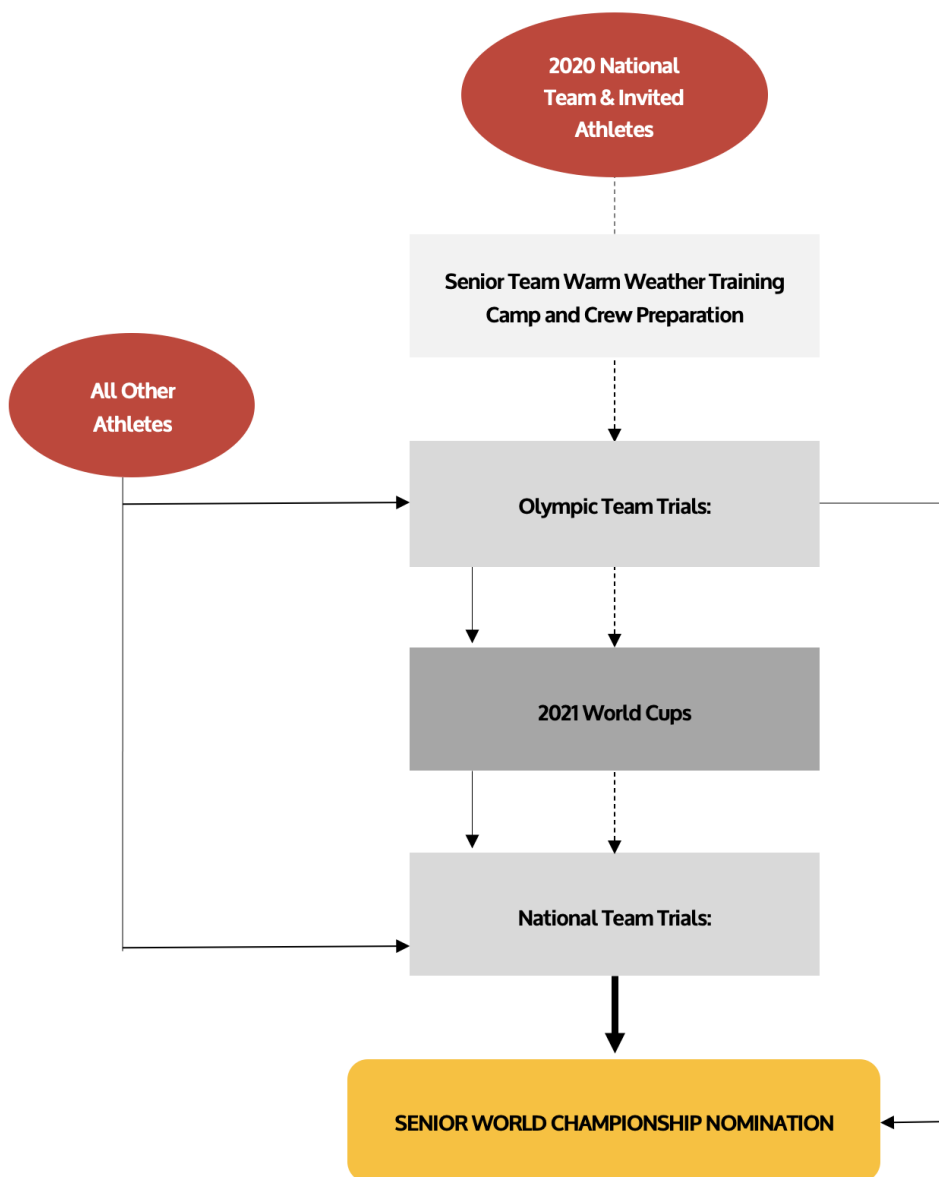 2020 National
Team & Invited
Athletes
Senior Team Warm Weather Training
Camp and Crew Preparation
All Other
Athletes
Olympic Team Trials:
2021 World Cups
National Team Trials:
SENIOR WORLD CHAMPIONSHIP NOMINATION